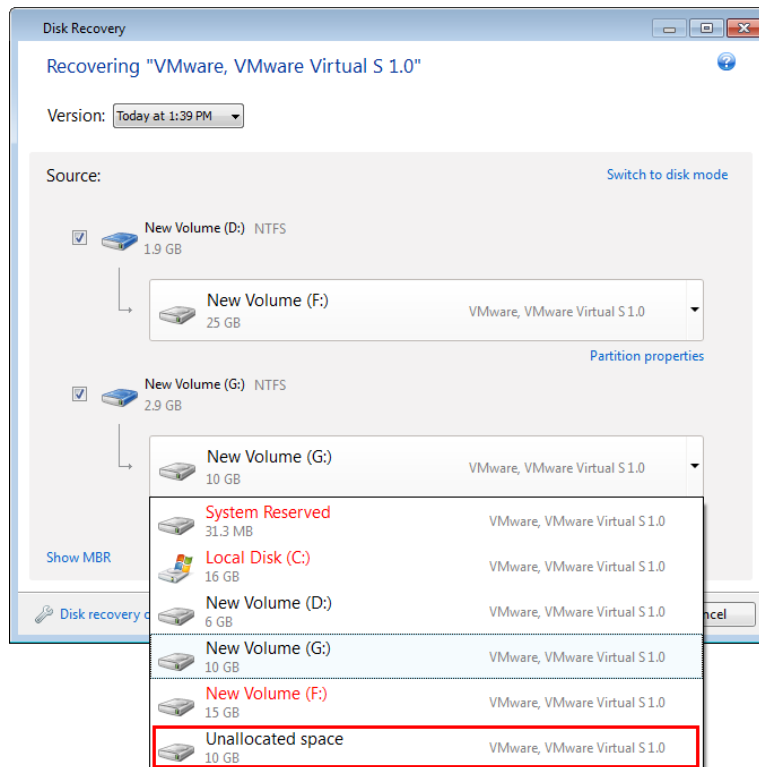 Disk Recovery
Recovering "VMware, VMware Virtual S 1.0"
Version: Today at 1:39 PM
Source:
Switch to disk mode
New Volume (D:) NTFS
1.9 GB
New Volume (F:)
VMware, VMware Virtual S 1.0
25 GB
Partition properties
New Volume (G:) NTFS
2.9 GB
New Volume (G:)
VMware, VMware Virtual S 1.0
10 GB
System Reserved
VMware, VMware Virtual S 1.0
31.3 MB
Show MBR
Local Disk (C:)
VMware, VMware Virtual S 1.0
16 GB
Disk recovery
New Volume (D:)
VMware, VMware Virtual S 1.0
6 GB
ncel
New Volume (G:)
VMware, VMware Virtual S 1.0
10 GB
New Volume (F:)
VMware, VMware Virtual S 1.0
15 GB
Unallocated space
VMware, VMware Virtual S 1.0
10 GB